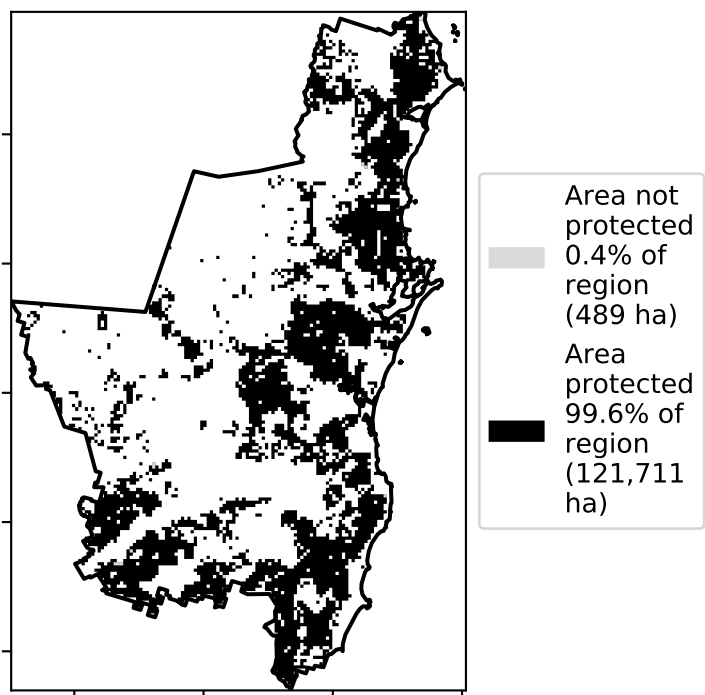 Area not
protected
0.4% of
region
(489 ha)
Area
protected
99.6% of
region
(121,711
ha)